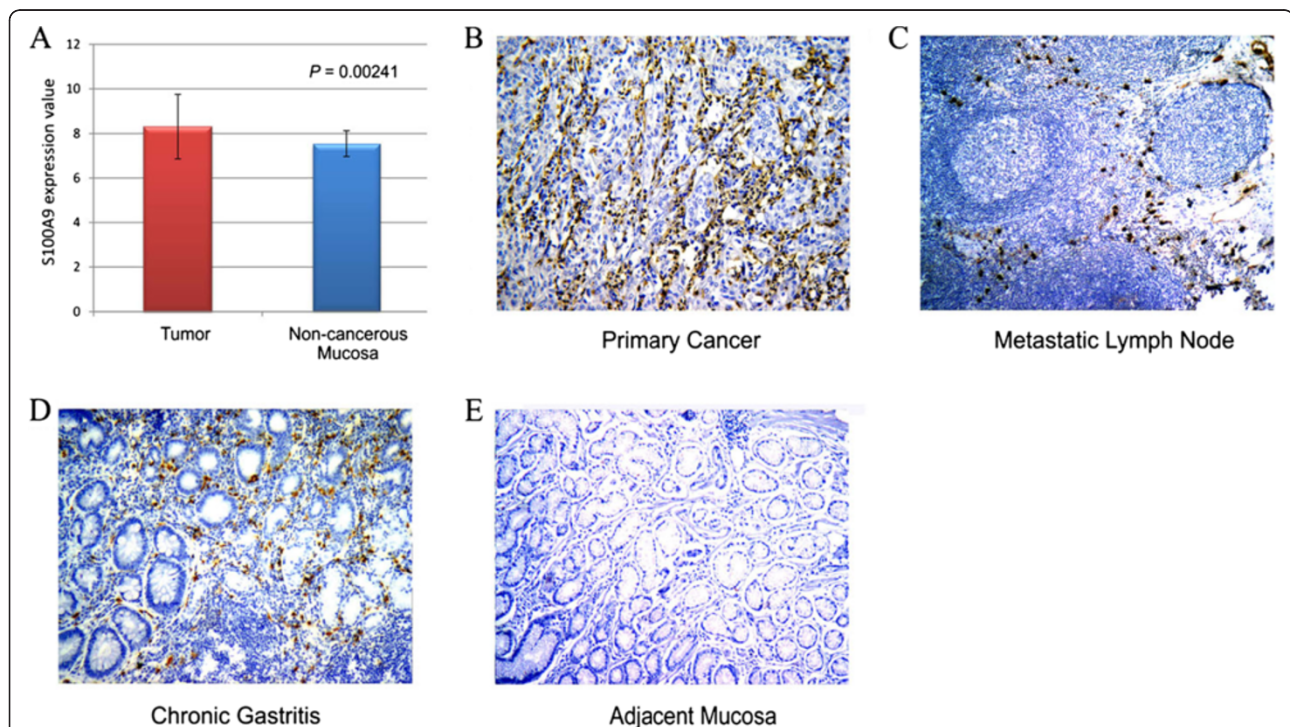 A
12
P = 0.00241
10
8
6
4
2
0
S100A9 expression value
Tumor
Non-cancerous
Mucosa
B
Primary Cancer
C
Metastatic Lymph Node
D
Chronic Gastritis
E
Adjacent Mucosa